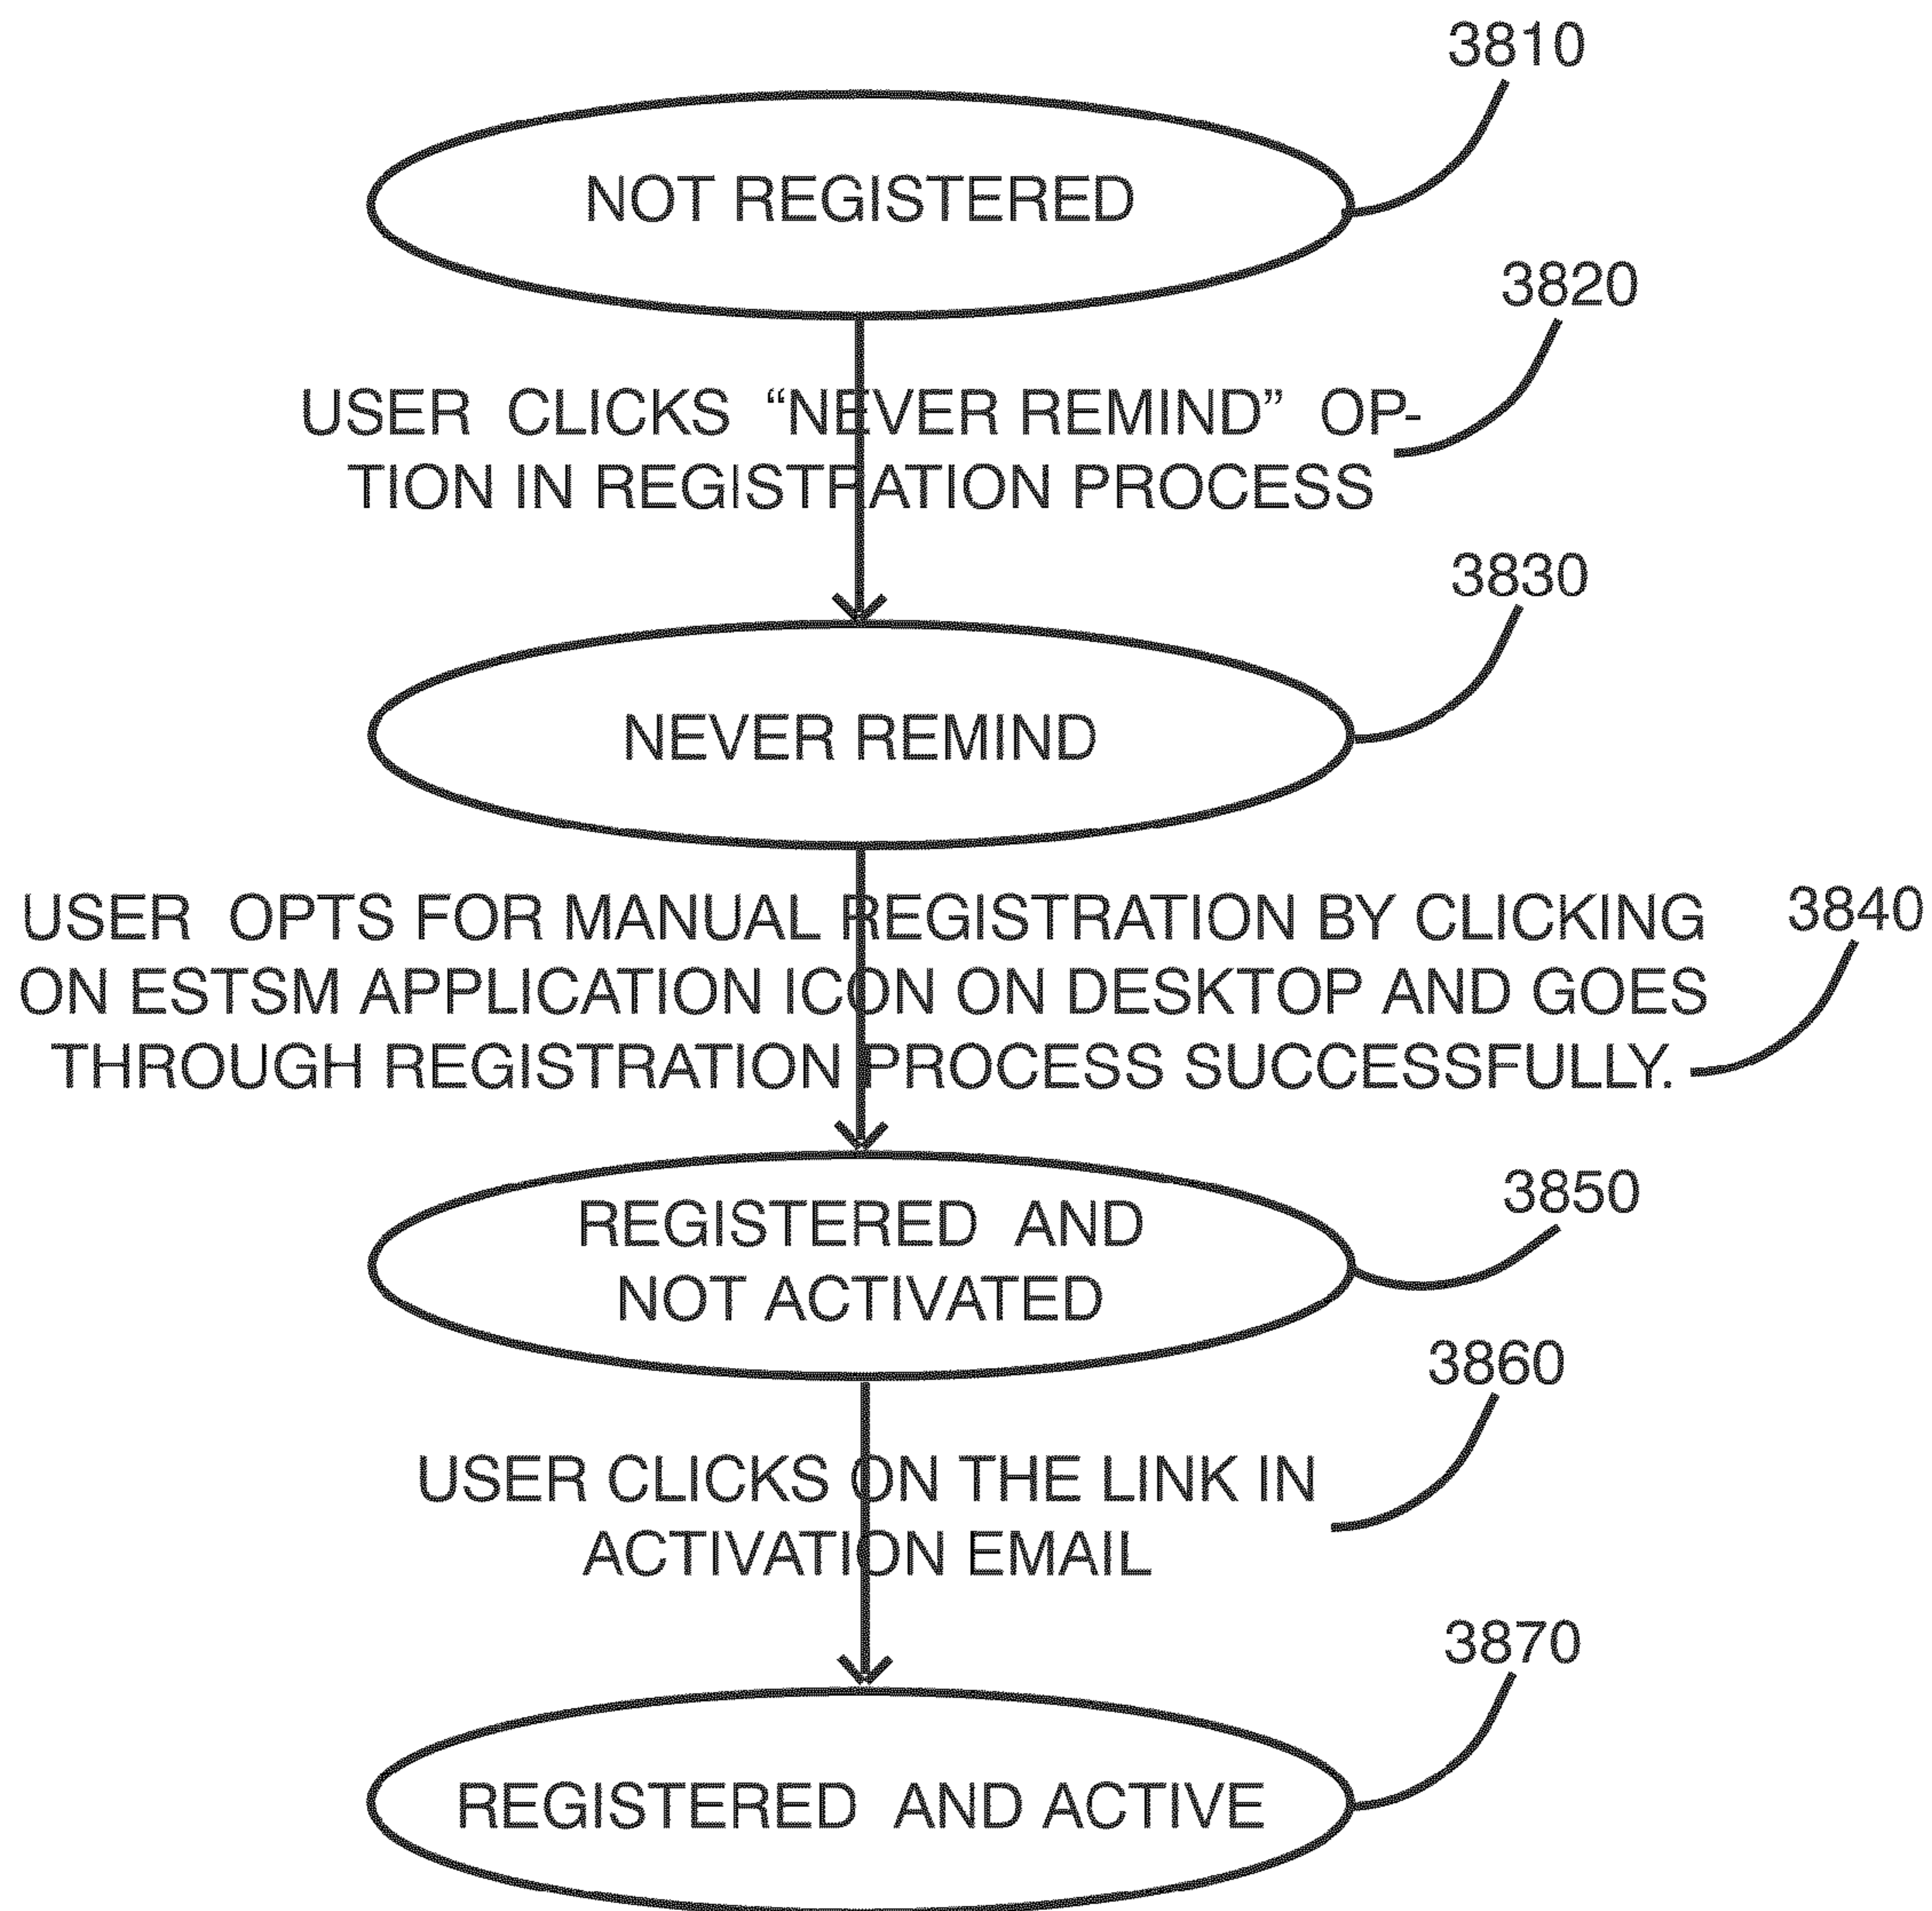 3810
NOT REGISTERED
3820
USER CLICKS “NEVER REMIND” OP-
TION IN REGISTRATION PROCESS
3830
NEVER REMIND
USER OPTS FOR MANUAL REGISTRATION BY CLICKING 3840
ON ESTSM APPLICATION ICON ON DESKTOP AND GOES
THROUGH REGISTRATION PROCESS SUCCESSFULLY.
3850
REGISTERED AND
NOT ACTIVATED
3860
USER CLICKS ON THE LINK IN
ACTIVATION EMAIL
3870
REGISTERED AND ACTIVE